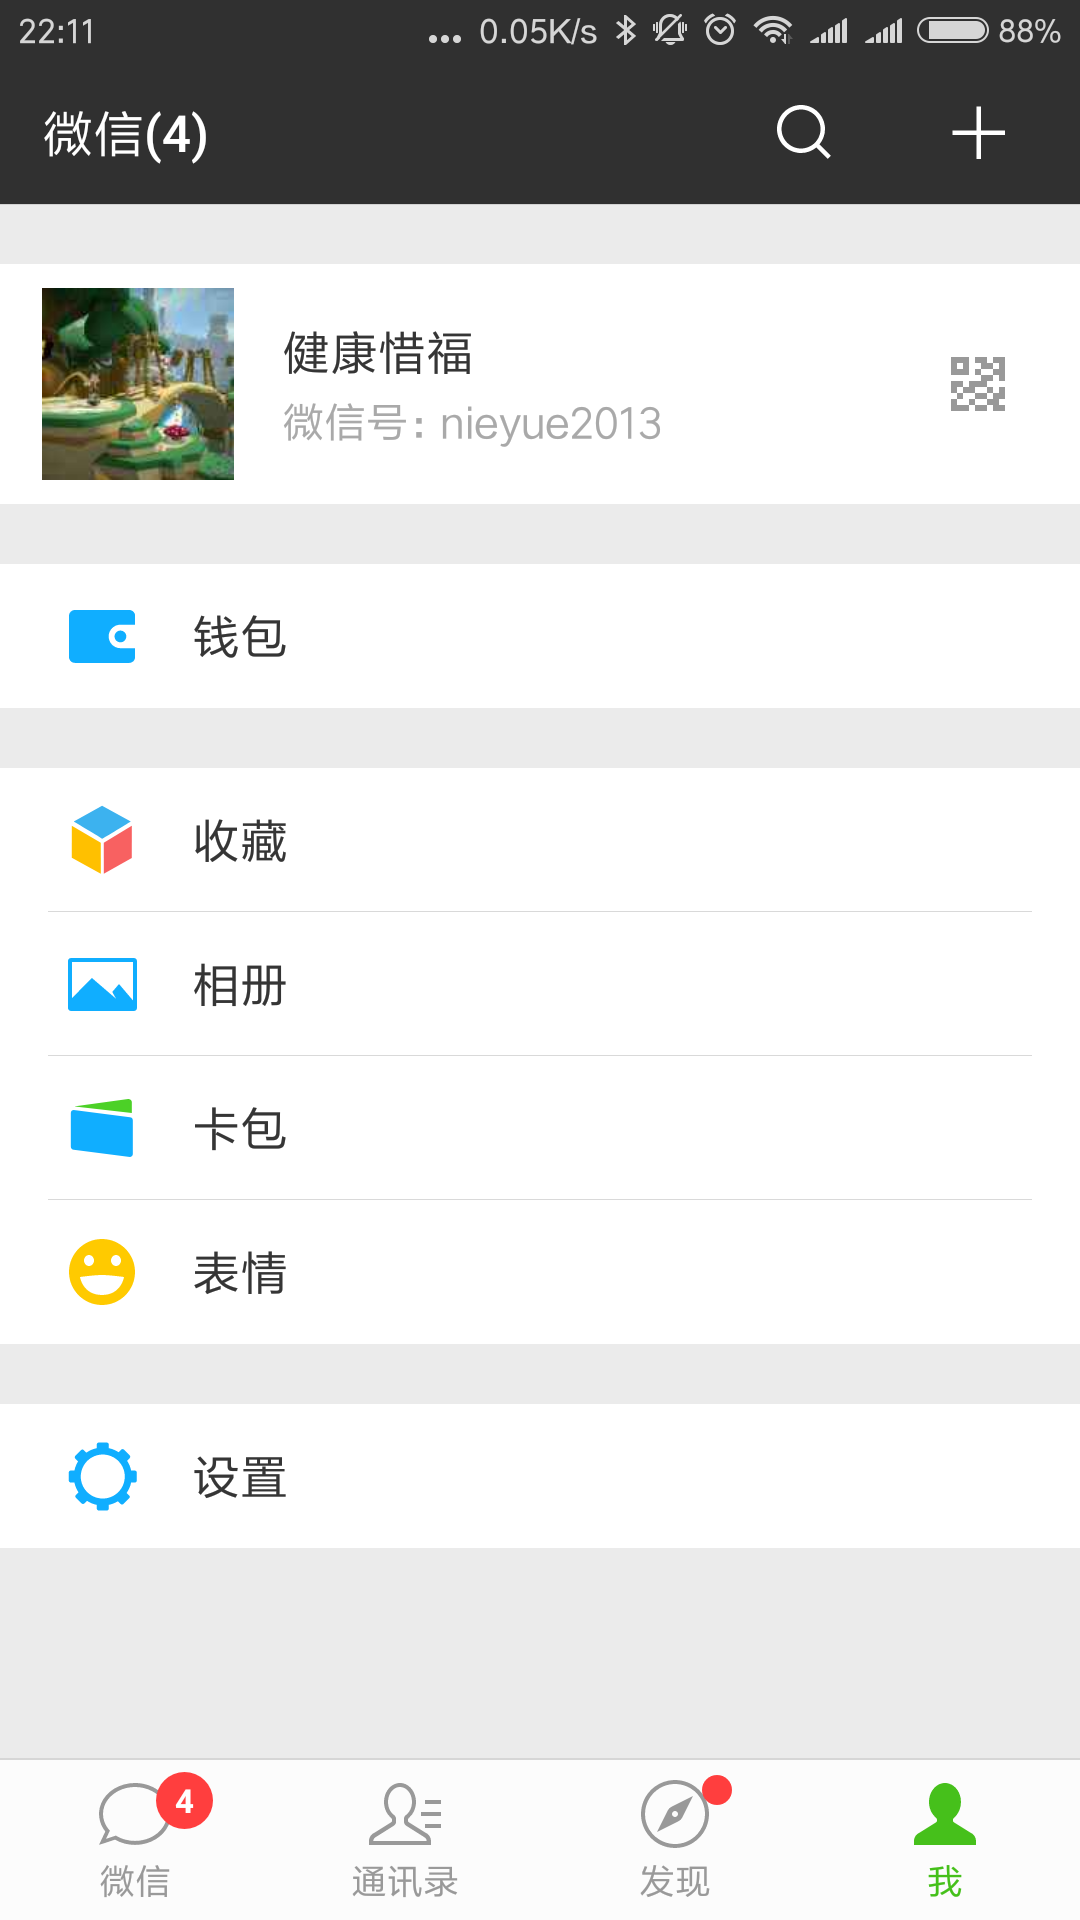 22:11 ... 0.05K/s 88%
微信(4)
健康惜福
微信号: nieyue2013
钱包
收藏
相册
卡包
表情
设置
4
微信 通讯录 发现 我